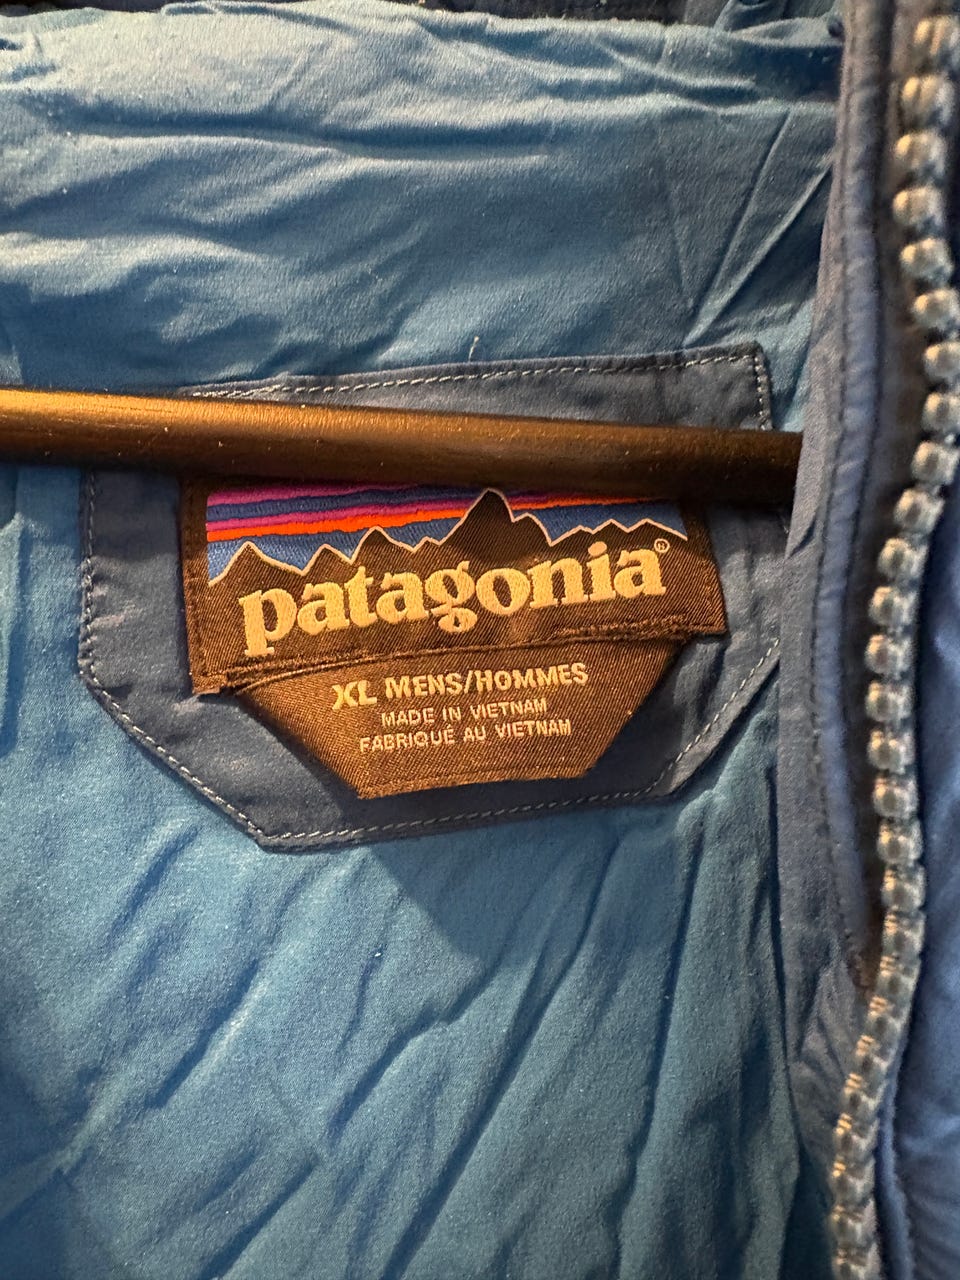 patagonia®
XL MENS/HOMMES
MADE IN VIETNAM
FABRIQUÉ AU VIETNAM